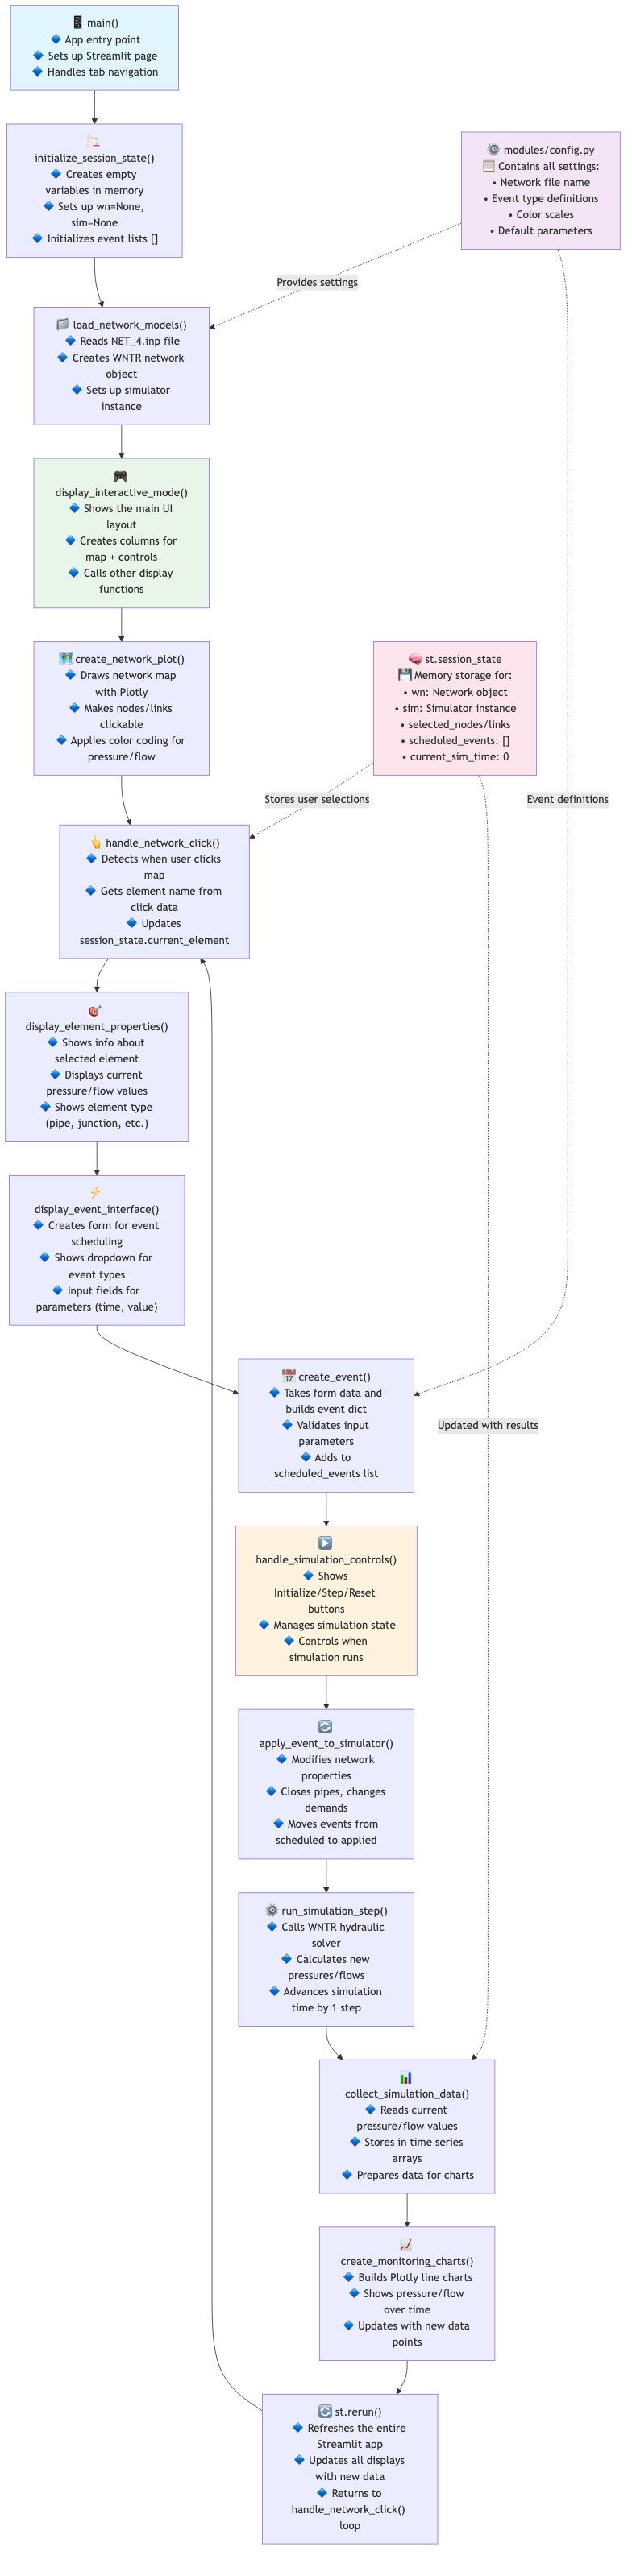 main()
App entry point
Sets up Streamlit page
Handles tab navigation
initialize_session_state()
Creates empty
variables in memory
Sets up wn=None,
sim=None
Initializes event lists []
modules/config.py
Contains all settings:
• Network file name
• Event type definitions
• Color scales
• Default parameters
Provides settings
load_network_models()
Reads NET_4.inp file
Creates WNTR network
object
Sets up simulator
instance
display_interactive_mode()
Shows the main UI
layout
Creates columns for
map + controls
Calls other display
functions
create_network_plot()
Draws network map
with Plotly
Makes nodes/links
clickable
Applies color coding for
pressure/flow
st.session_state
Memory storage for:
• wn: Network object
• sim: Simulator instance
• selected_nodes/links
• scheduled_events: []
• current_sim_time: 0
Stores user selections
Event definitions
handle_network_click()
Detects when user clicks
map
Gets element name from
click data
Updates
session_state.current_element
display_element_properties()
Shows info about
selected element
Displays current
pressure/flow values
Shows element type
(pipe, junction, etc.)
display_event_interface()
Creates form for event
scheduling
Shows dropdown for
event types
Input fields for
parameters (time, value)
create_event()
Takes form data and
builds event dict
Validates input
parameters
Adds to
scheduled_events list
Updated with results
handle_simulation_controls()
Shows
Initialize/Step/Reset
buttons
Manages simulation state
Controls when
simulation runs
apply_event_to_simulator()
Modifies network
properties
Closes pipes, changes
demands
Moves events from
scheduled to applied
run_simulation_step()
Calls WNTR hydraulic
solver
Calculates new
pressures/flows
Advances simulation
time by 1 step
collect_simulation_data()
Reads current
pressure/flow values
Stores in time series
arrays
Prepares data for charts
create_monitoring_charts()
Builds Plotly line charts
Shows pressure/flow
over time
Updates with new data
points
st.rerun()
Refreshes the entire
Streamlit app
Updates all displays
with new data
Returns to
handle_network_click()
loop